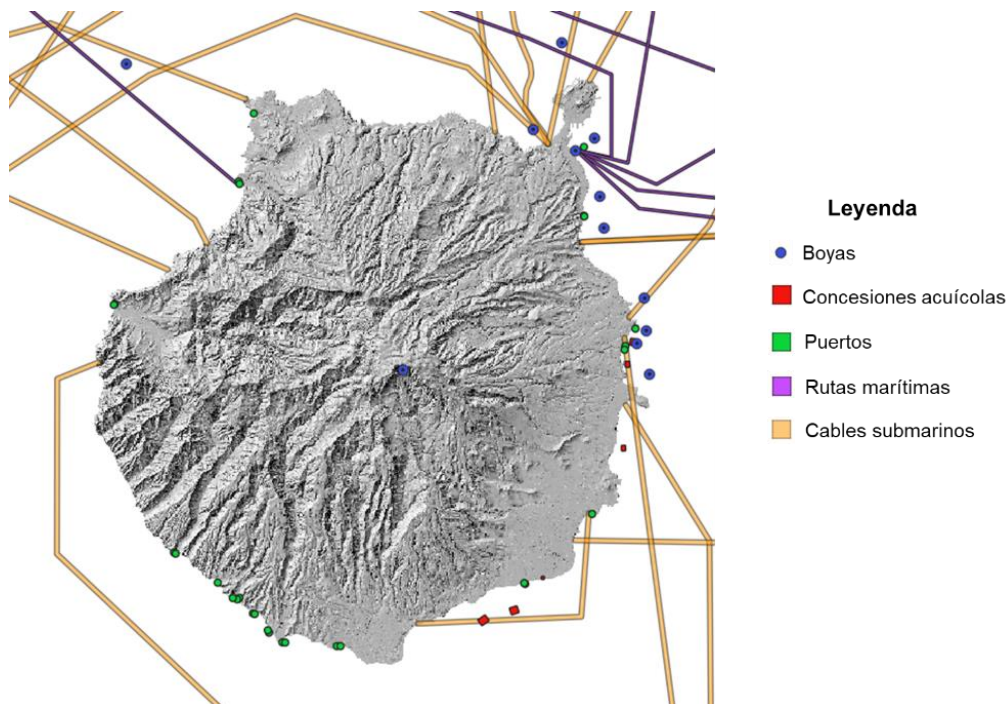 Leyenda
Boyas
Concesiones acuícolas
Puertos
Rutas marítimas
Cables submarinos